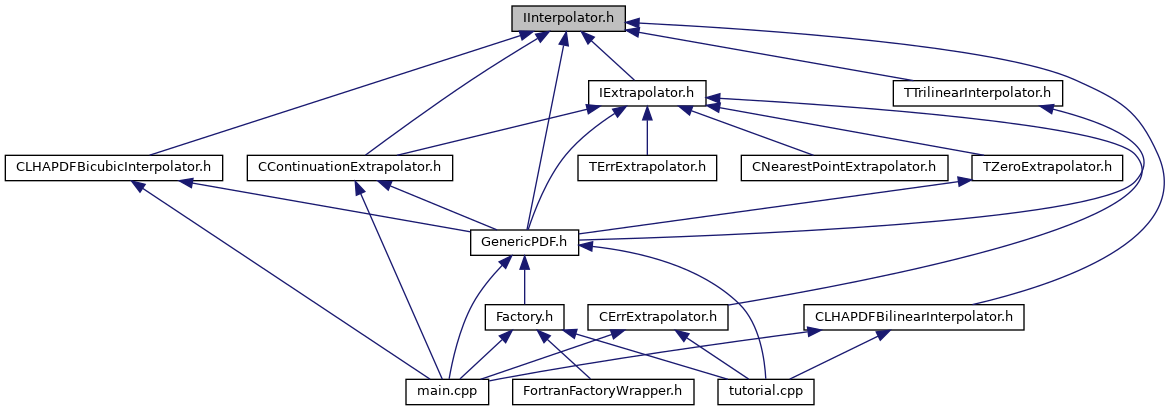 IInterpolator.h
IExtrapolator.h
TTrilinearInterpolator.h
CLHAPDFBicubicInterpolator.h
CContinuationExtrapolator.h
TErrExtrapolator.h
CNearestPointExtrapolator.h
TZeroExtrapolator.h
GenericPDF.h
Factory.h
CErrExtrapolator.h
CLHAPDFBilinearInterpolator.h
main.cpp
FortranFactoryWrapper.h
tutorial.cpp